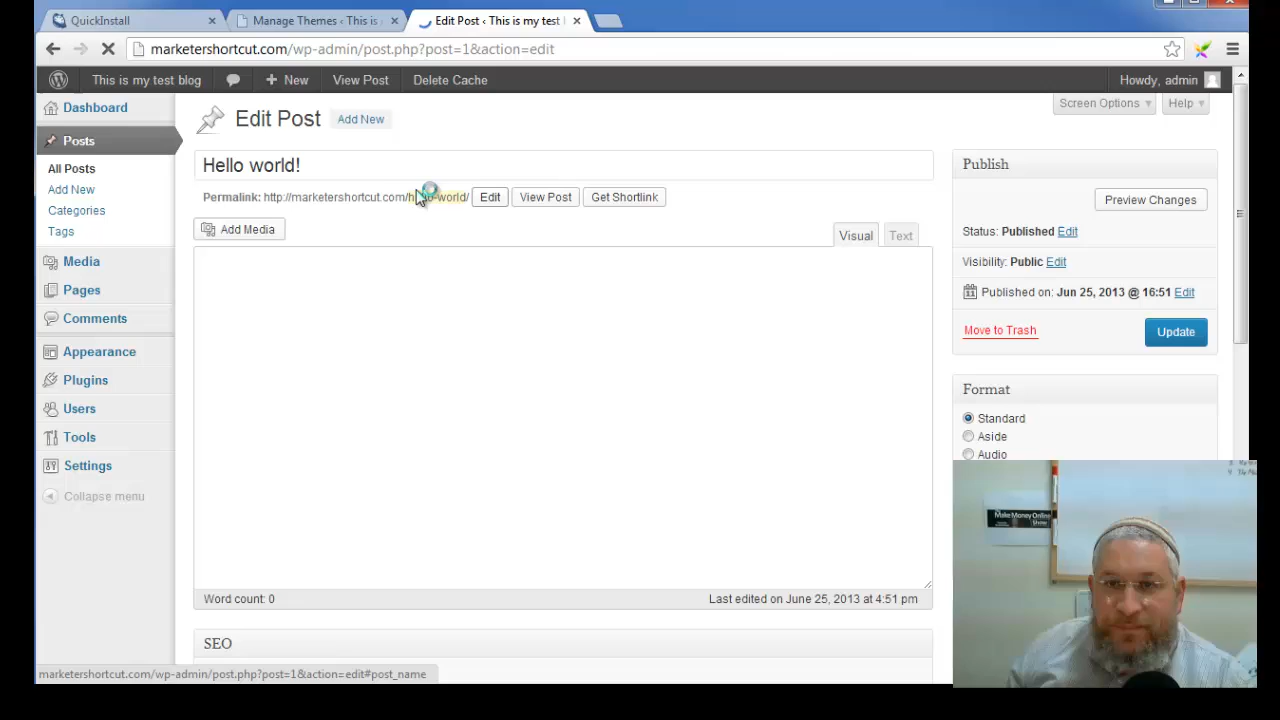 QuickInstall
Manage Themes ‹ This is
Edit Post ‹ This is my test
marketershortcut.com/wp-admin/post.php?post=1&action=edit
This is my test blog
New
View Post
Delete Cache
Howdy, admin
Dashboard
Edit Post
Add New
Screen Options
Help
Posts
All Posts
Add New
Categories
Tags
Media
Pages
Comments
Appearance
Plugins
Users
Tools
Settings
Collapse menu
Hello world!
Permalink: http://marketershortcut.com/hello-world/
Edit
View Post
Get Shortlink
Add Media
Visual
Text
Word count: 0
Last edited on June 25, 2013 at 4:51 pm
SEO
Publish
Preview Changes
Status: Published Edit
Visibility: Public Edit
Published on: Jun 25, 2013 @ 16:51 Edit
Move to Trash
Update
Format
Standard
Aside
Audio
Make Money Online
Show
marketershortcut.com/wp-admin/post.php?post=1&action=edit#post_name